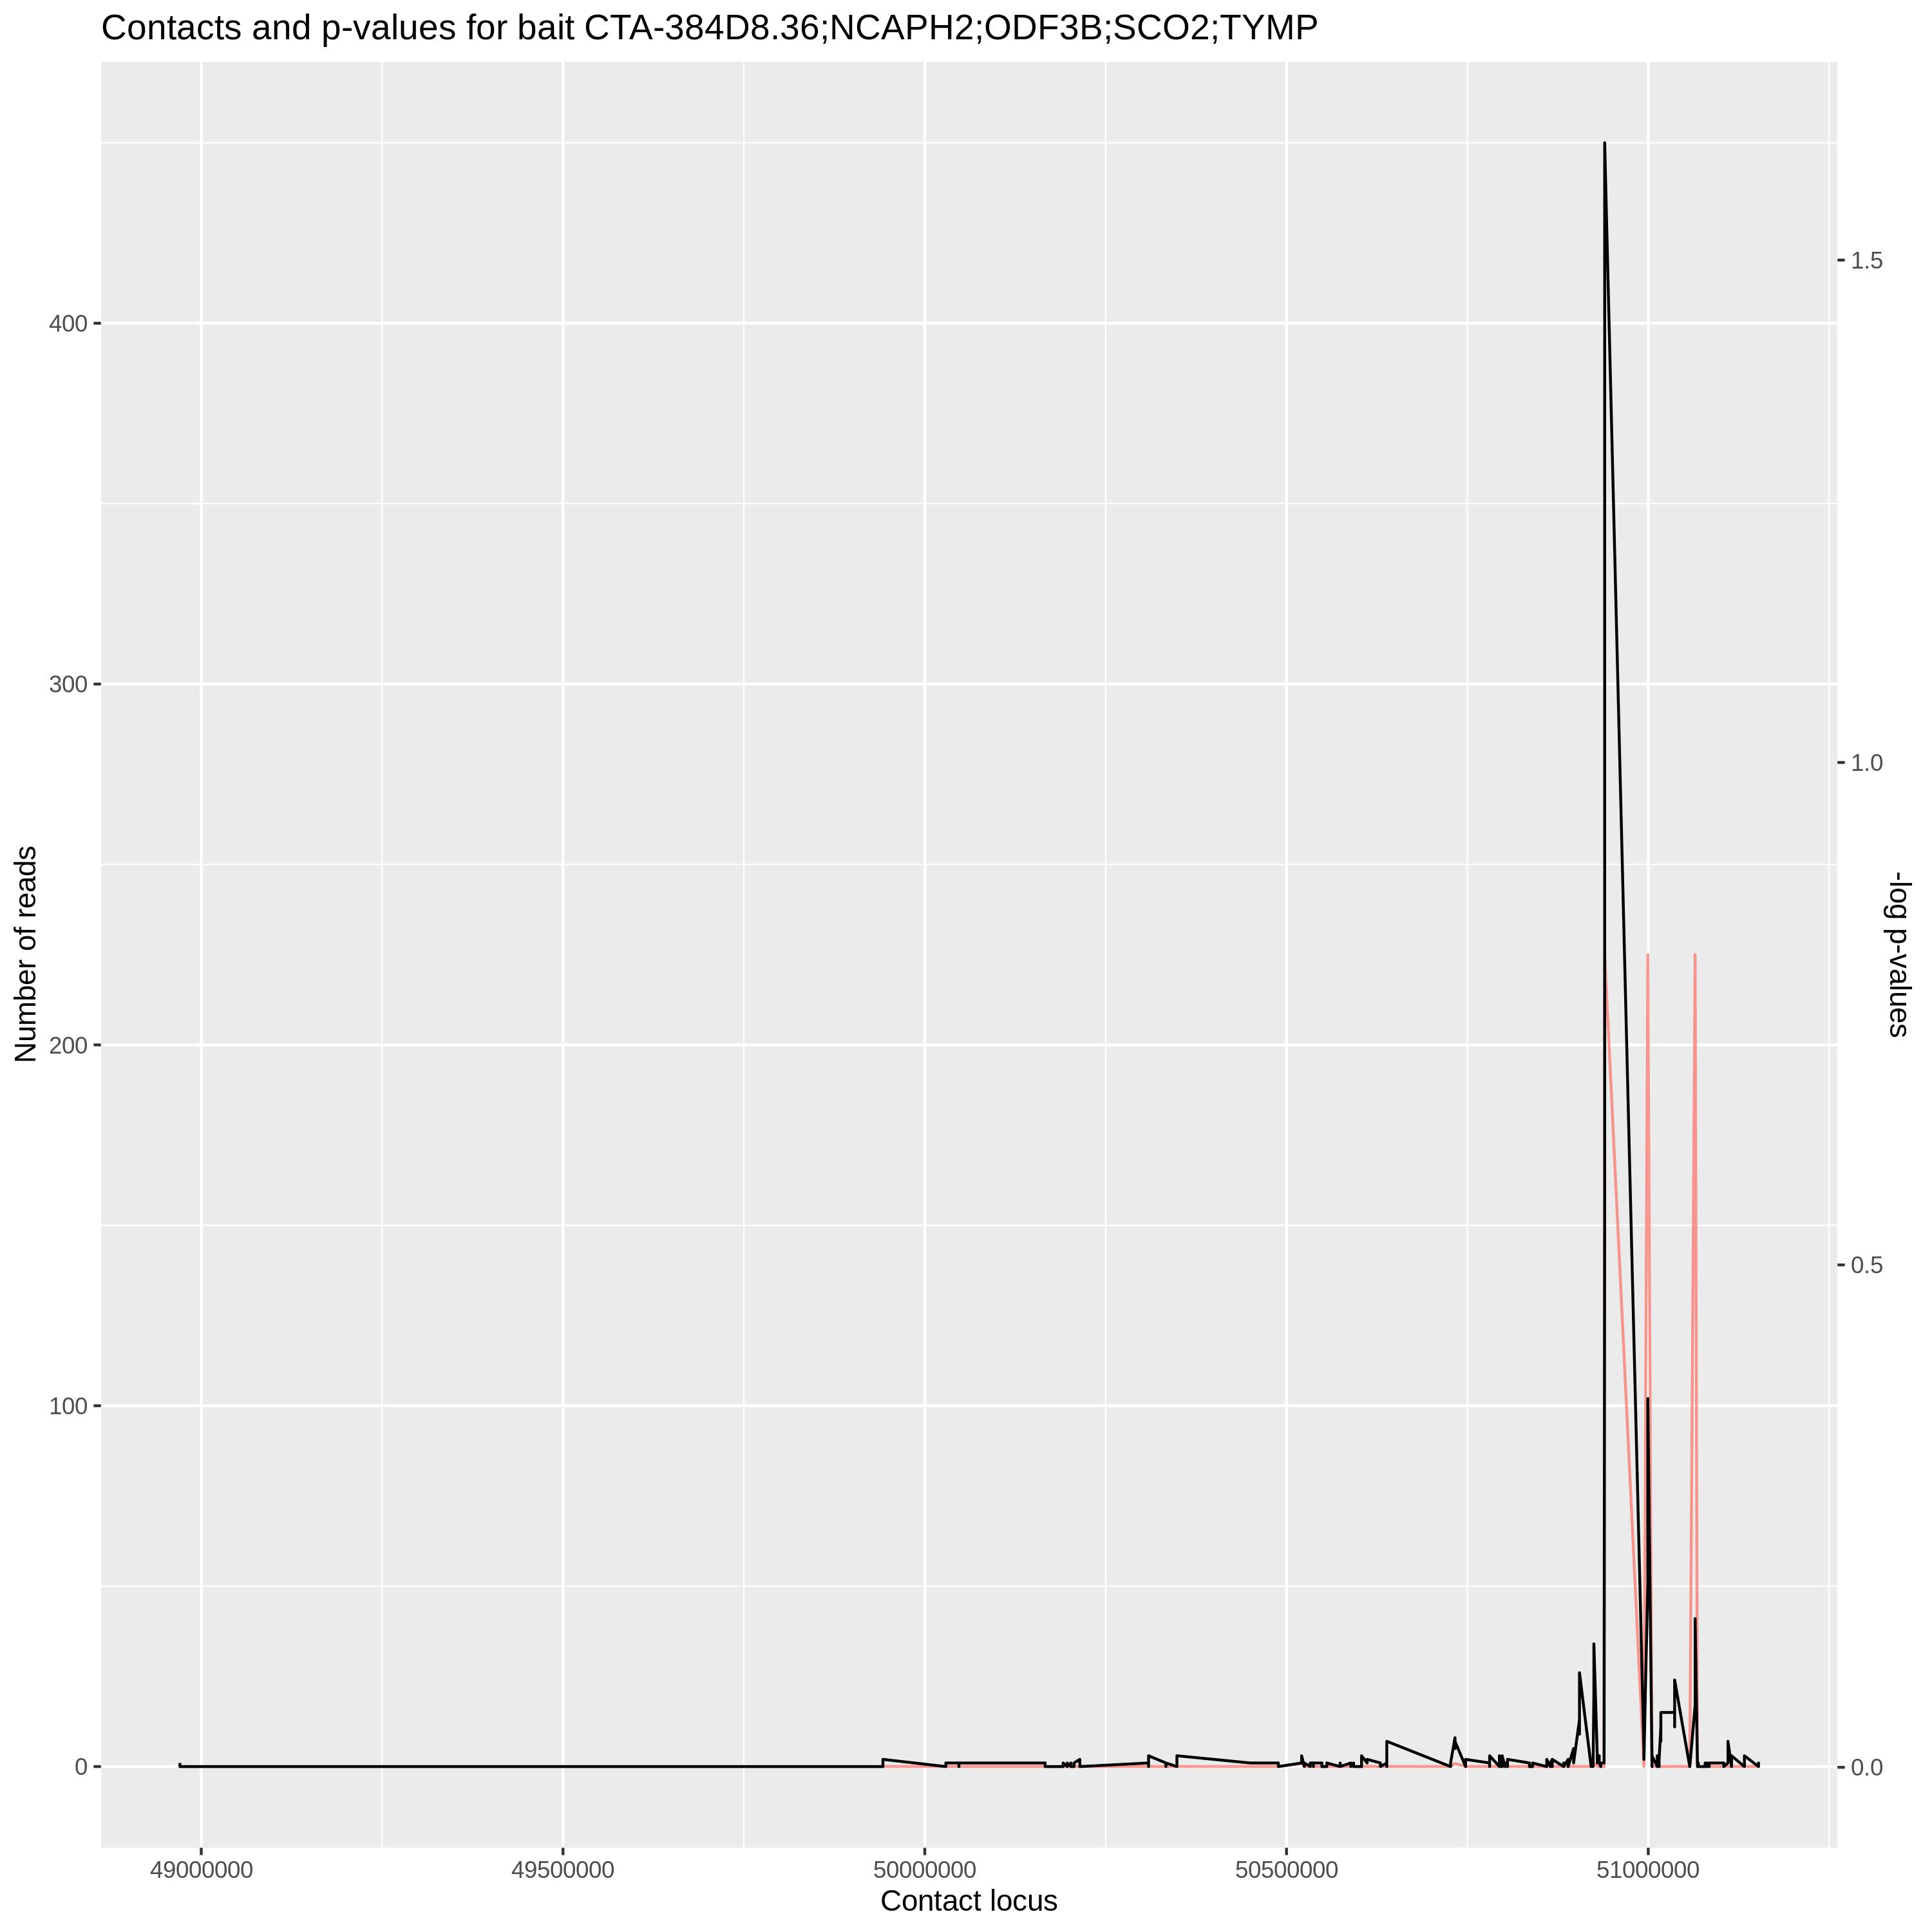 Contacts and p-values for bait CTA-384D8.36;NCAPH2;ODF3B;SCO2;TYMP
400
300
200
100
0
Number of reads
1.5
1.0
0.5
0.0
-log p-values
49000000 49500000 50000000 50500000 51000000
Contact locus